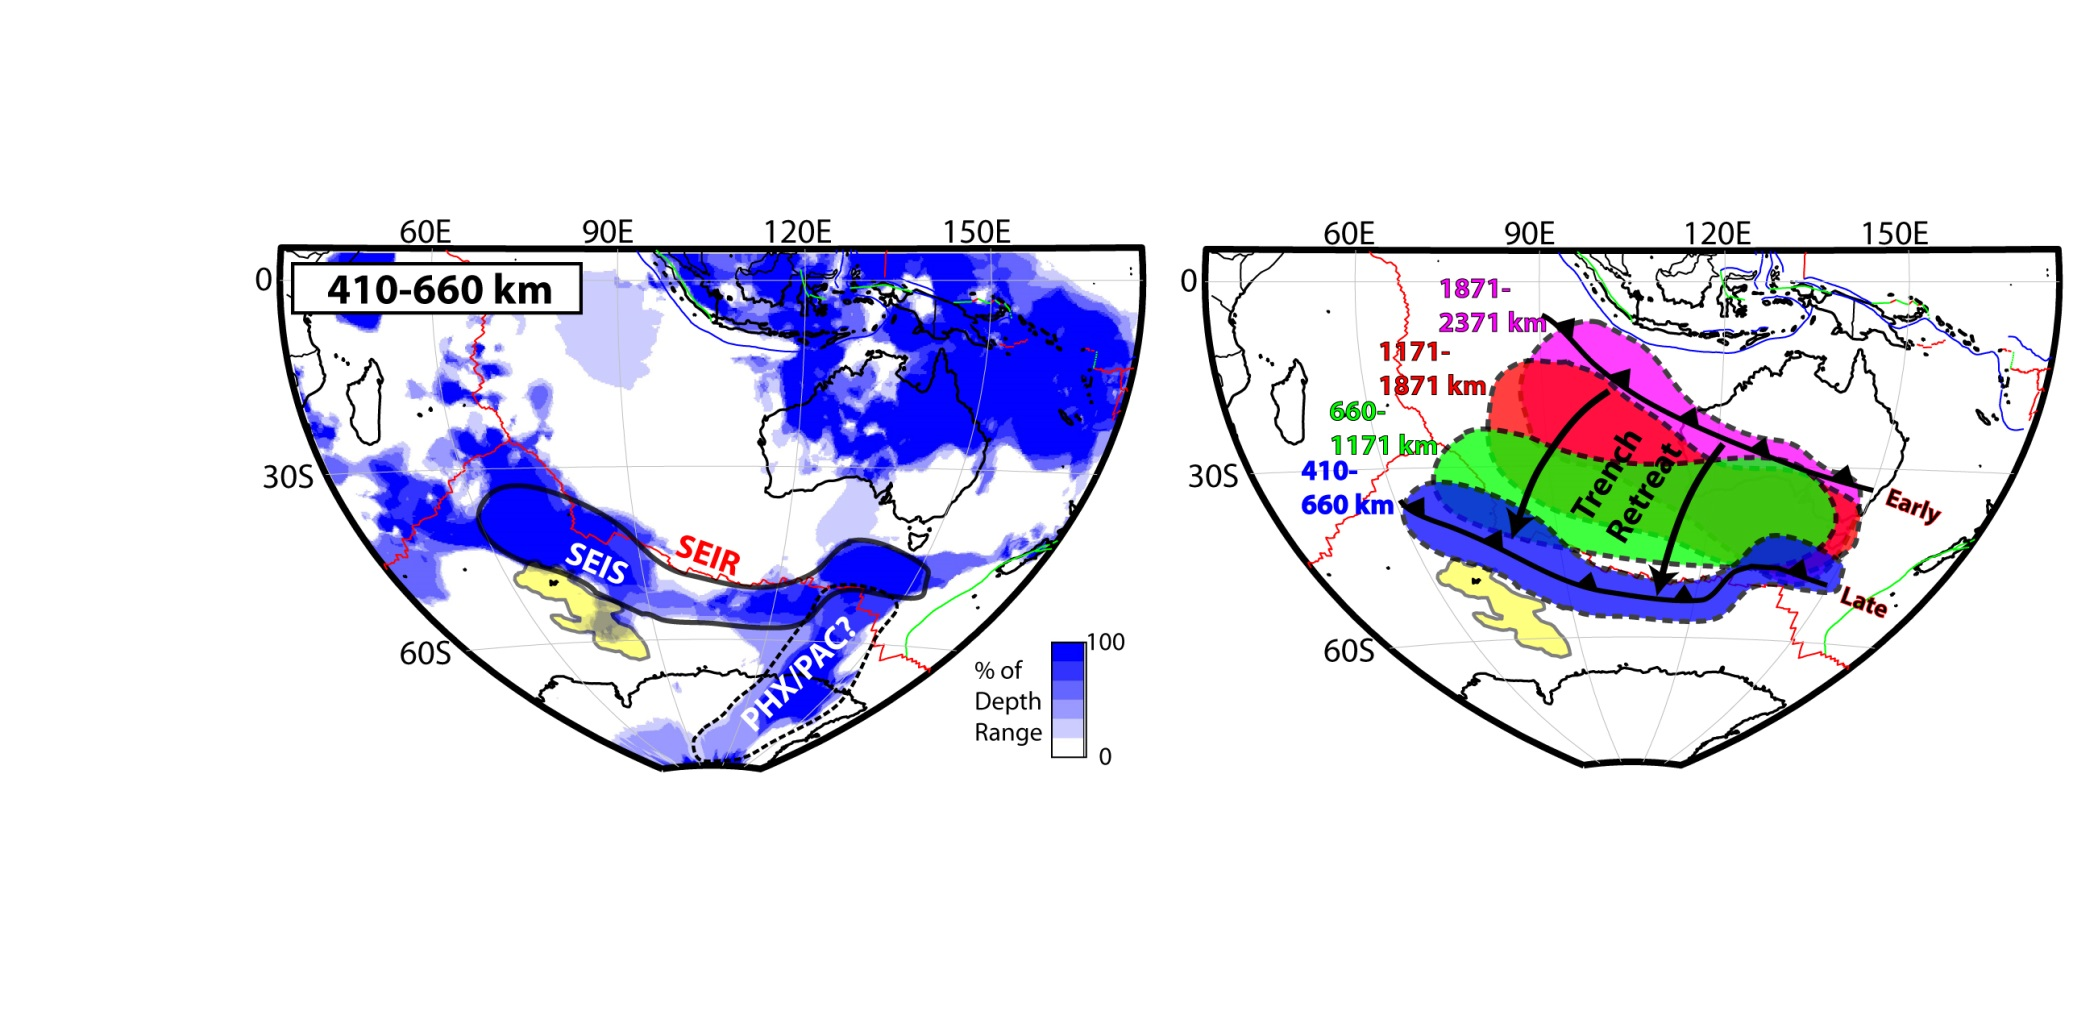 60E 90E 120E 150E
0
410-660 km
30S
60S
SEIS
SEIR
PHX/PAC?
% of
Depth
Range
100
0
60E 90E 120E 150E
0
30S
60S
1871-
2371 km
1171-
1871 km
660-
1171 km
410-
660 km
Trench
Retreat
Early
Late